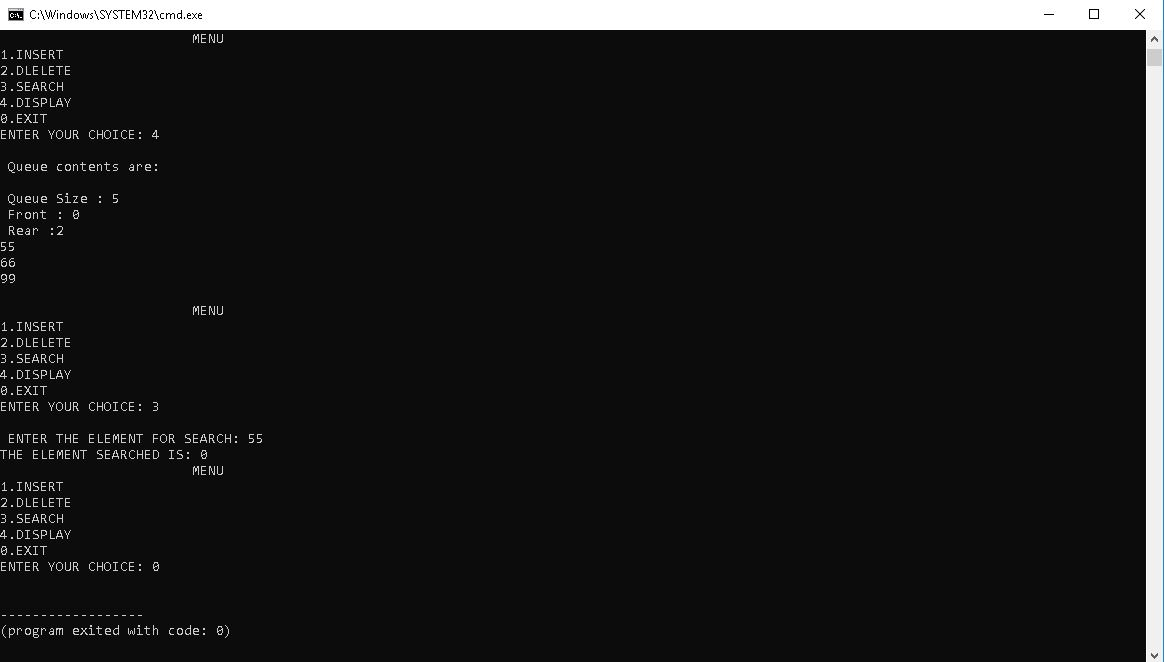 C:\Windows\SYSTEM32\cmd.exe
MENU
1.INSERT
2.DLELETE
3.SEARCH
4.DISPLAY
0.EXIT
ENTER YOUR CHOICE: 4
Queue contents are:
Queue Size : 5
Front : 0
Rear :2
55
66
99
MENU
1.INSERT
2.DLELETE
3.SEARCH
4.DISPLAY
0.EXIT
ENTER YOUR CHOICE: 3
ENTER THE ELEMENT FOR SEARCH: 55
THE ELEMENT SEARCHED IS: 0
MENU
1.INSERT
2.DLELETE
3.SEARCH
4.DISPLAY
0.EXIT
ENTER YOUR CHOICE: 0
------------------
(program exited with code: 0)